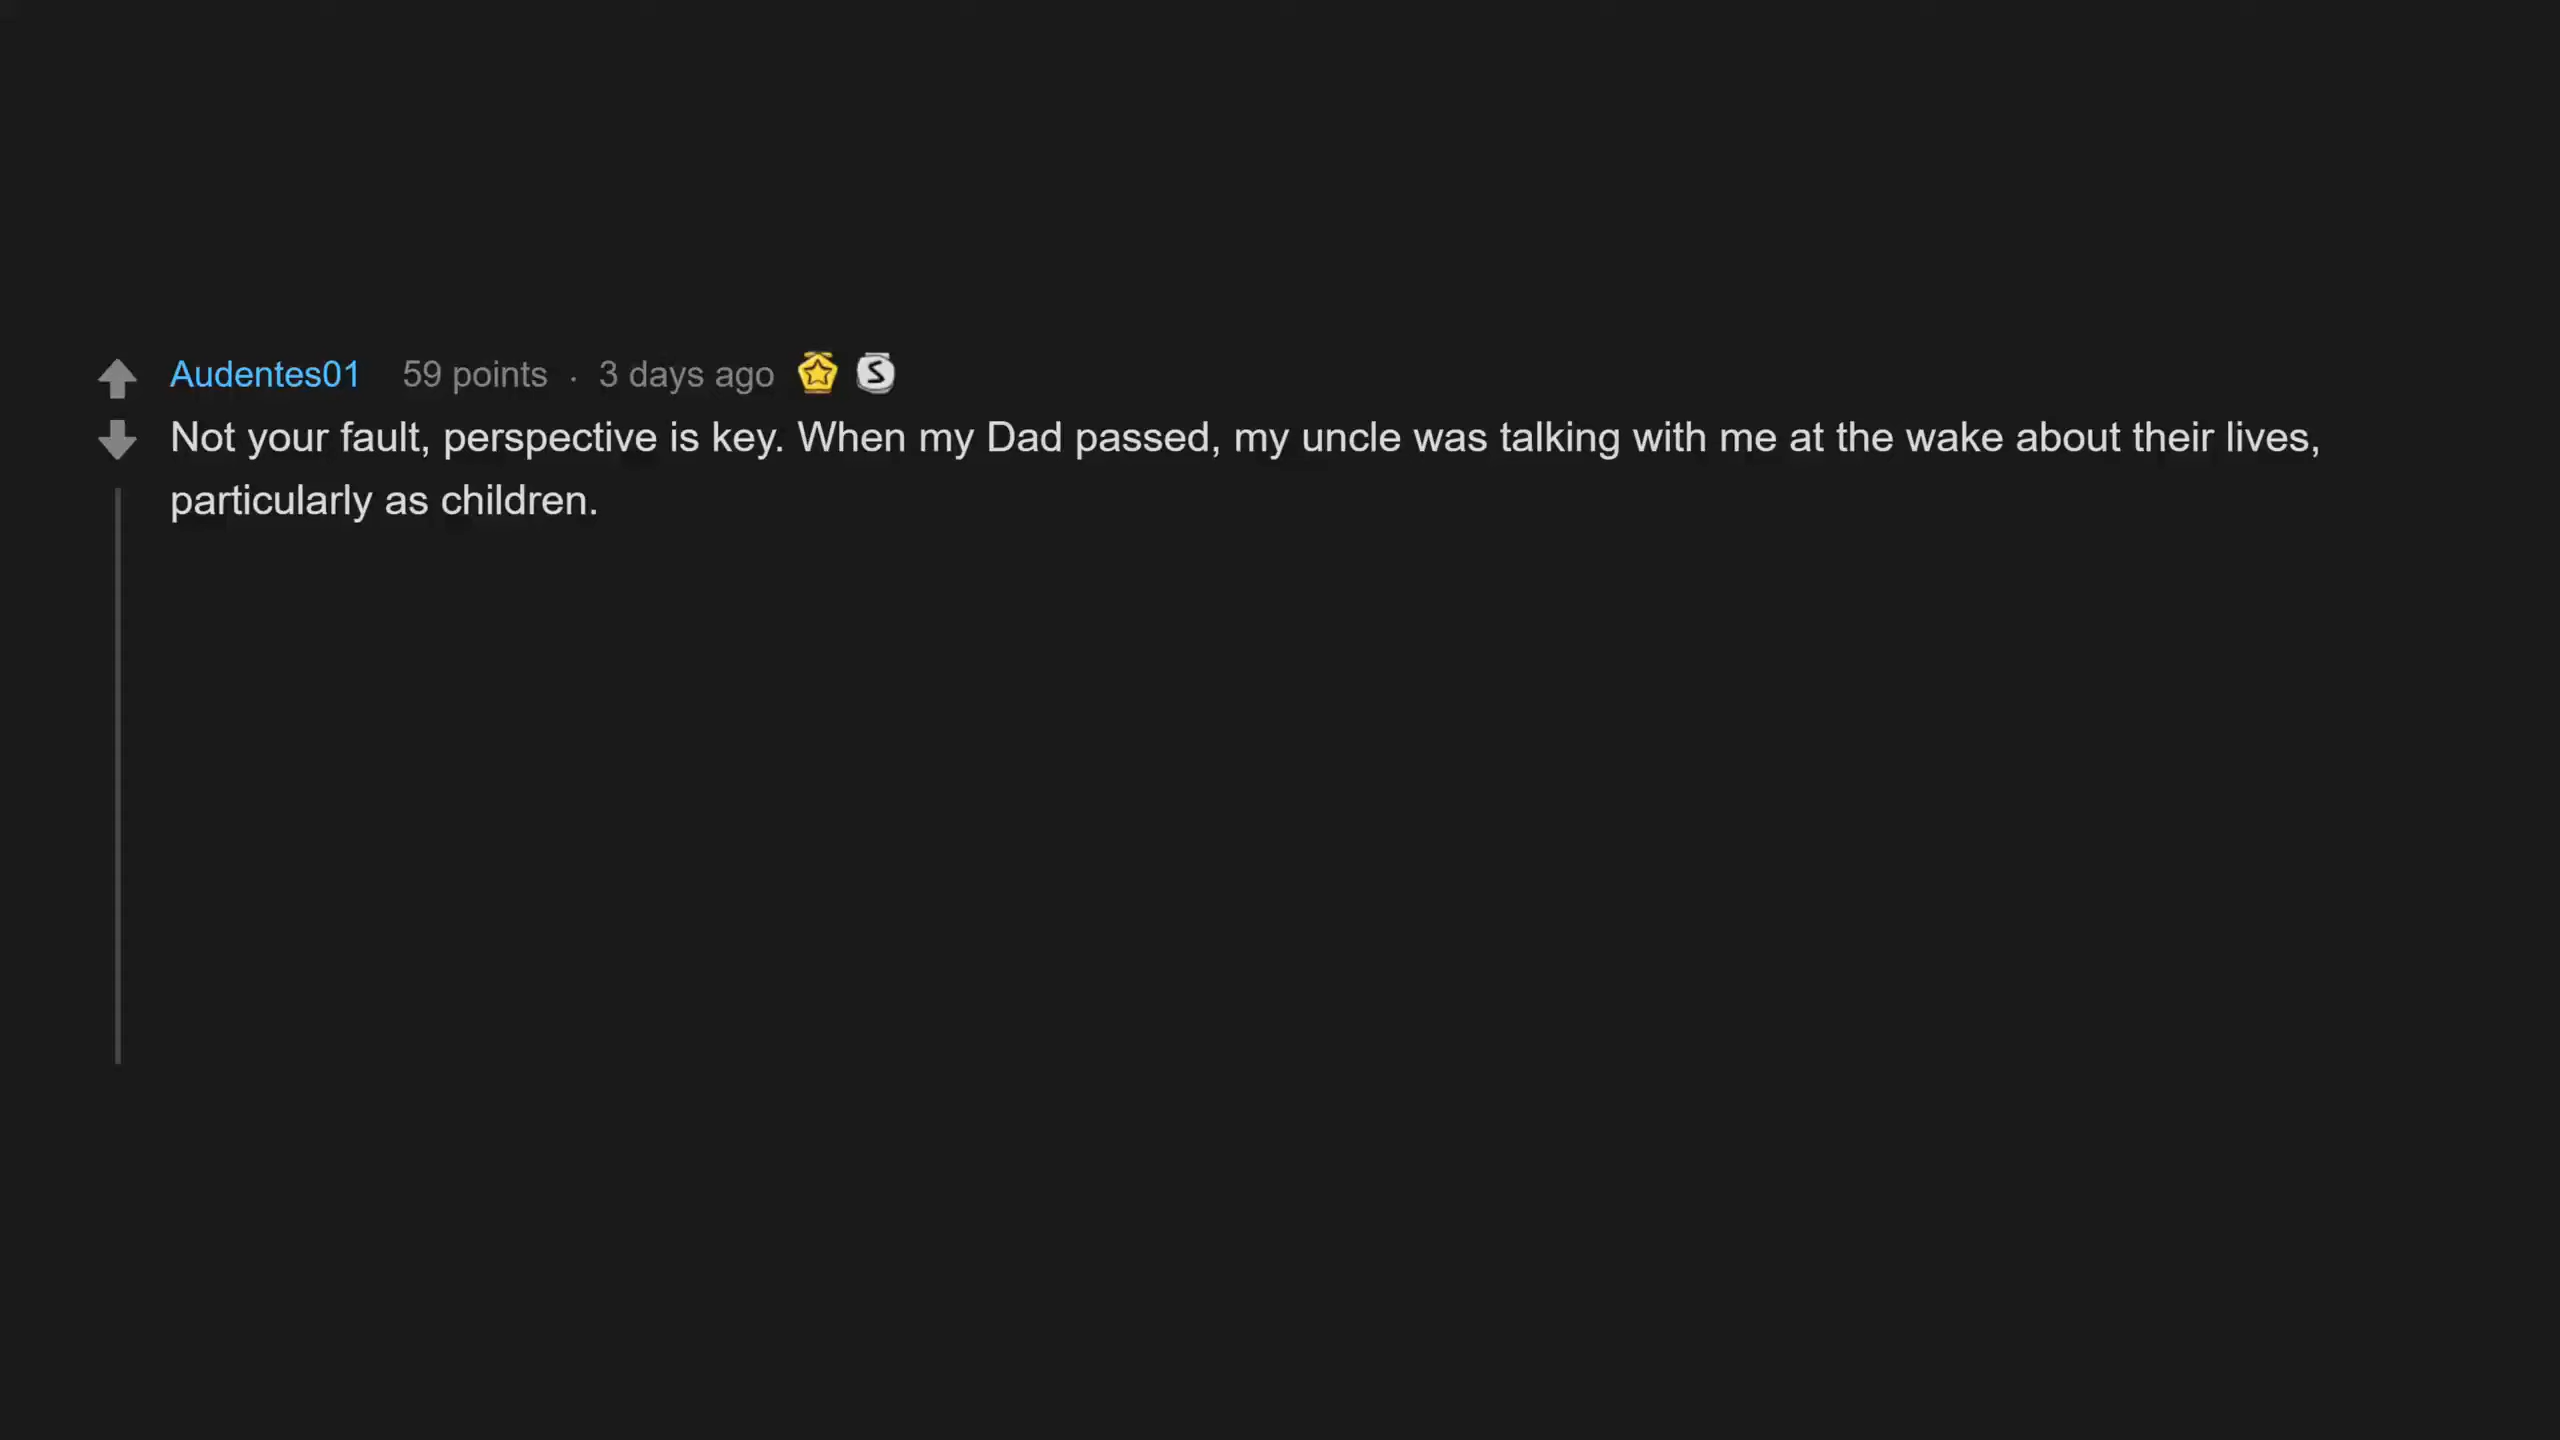 Audentes01 59 points · 3 days ago S
Not your fault, perspective is key. When my Dad passed, my uncle was talking with me at the wake about their lives,
particularly as children.